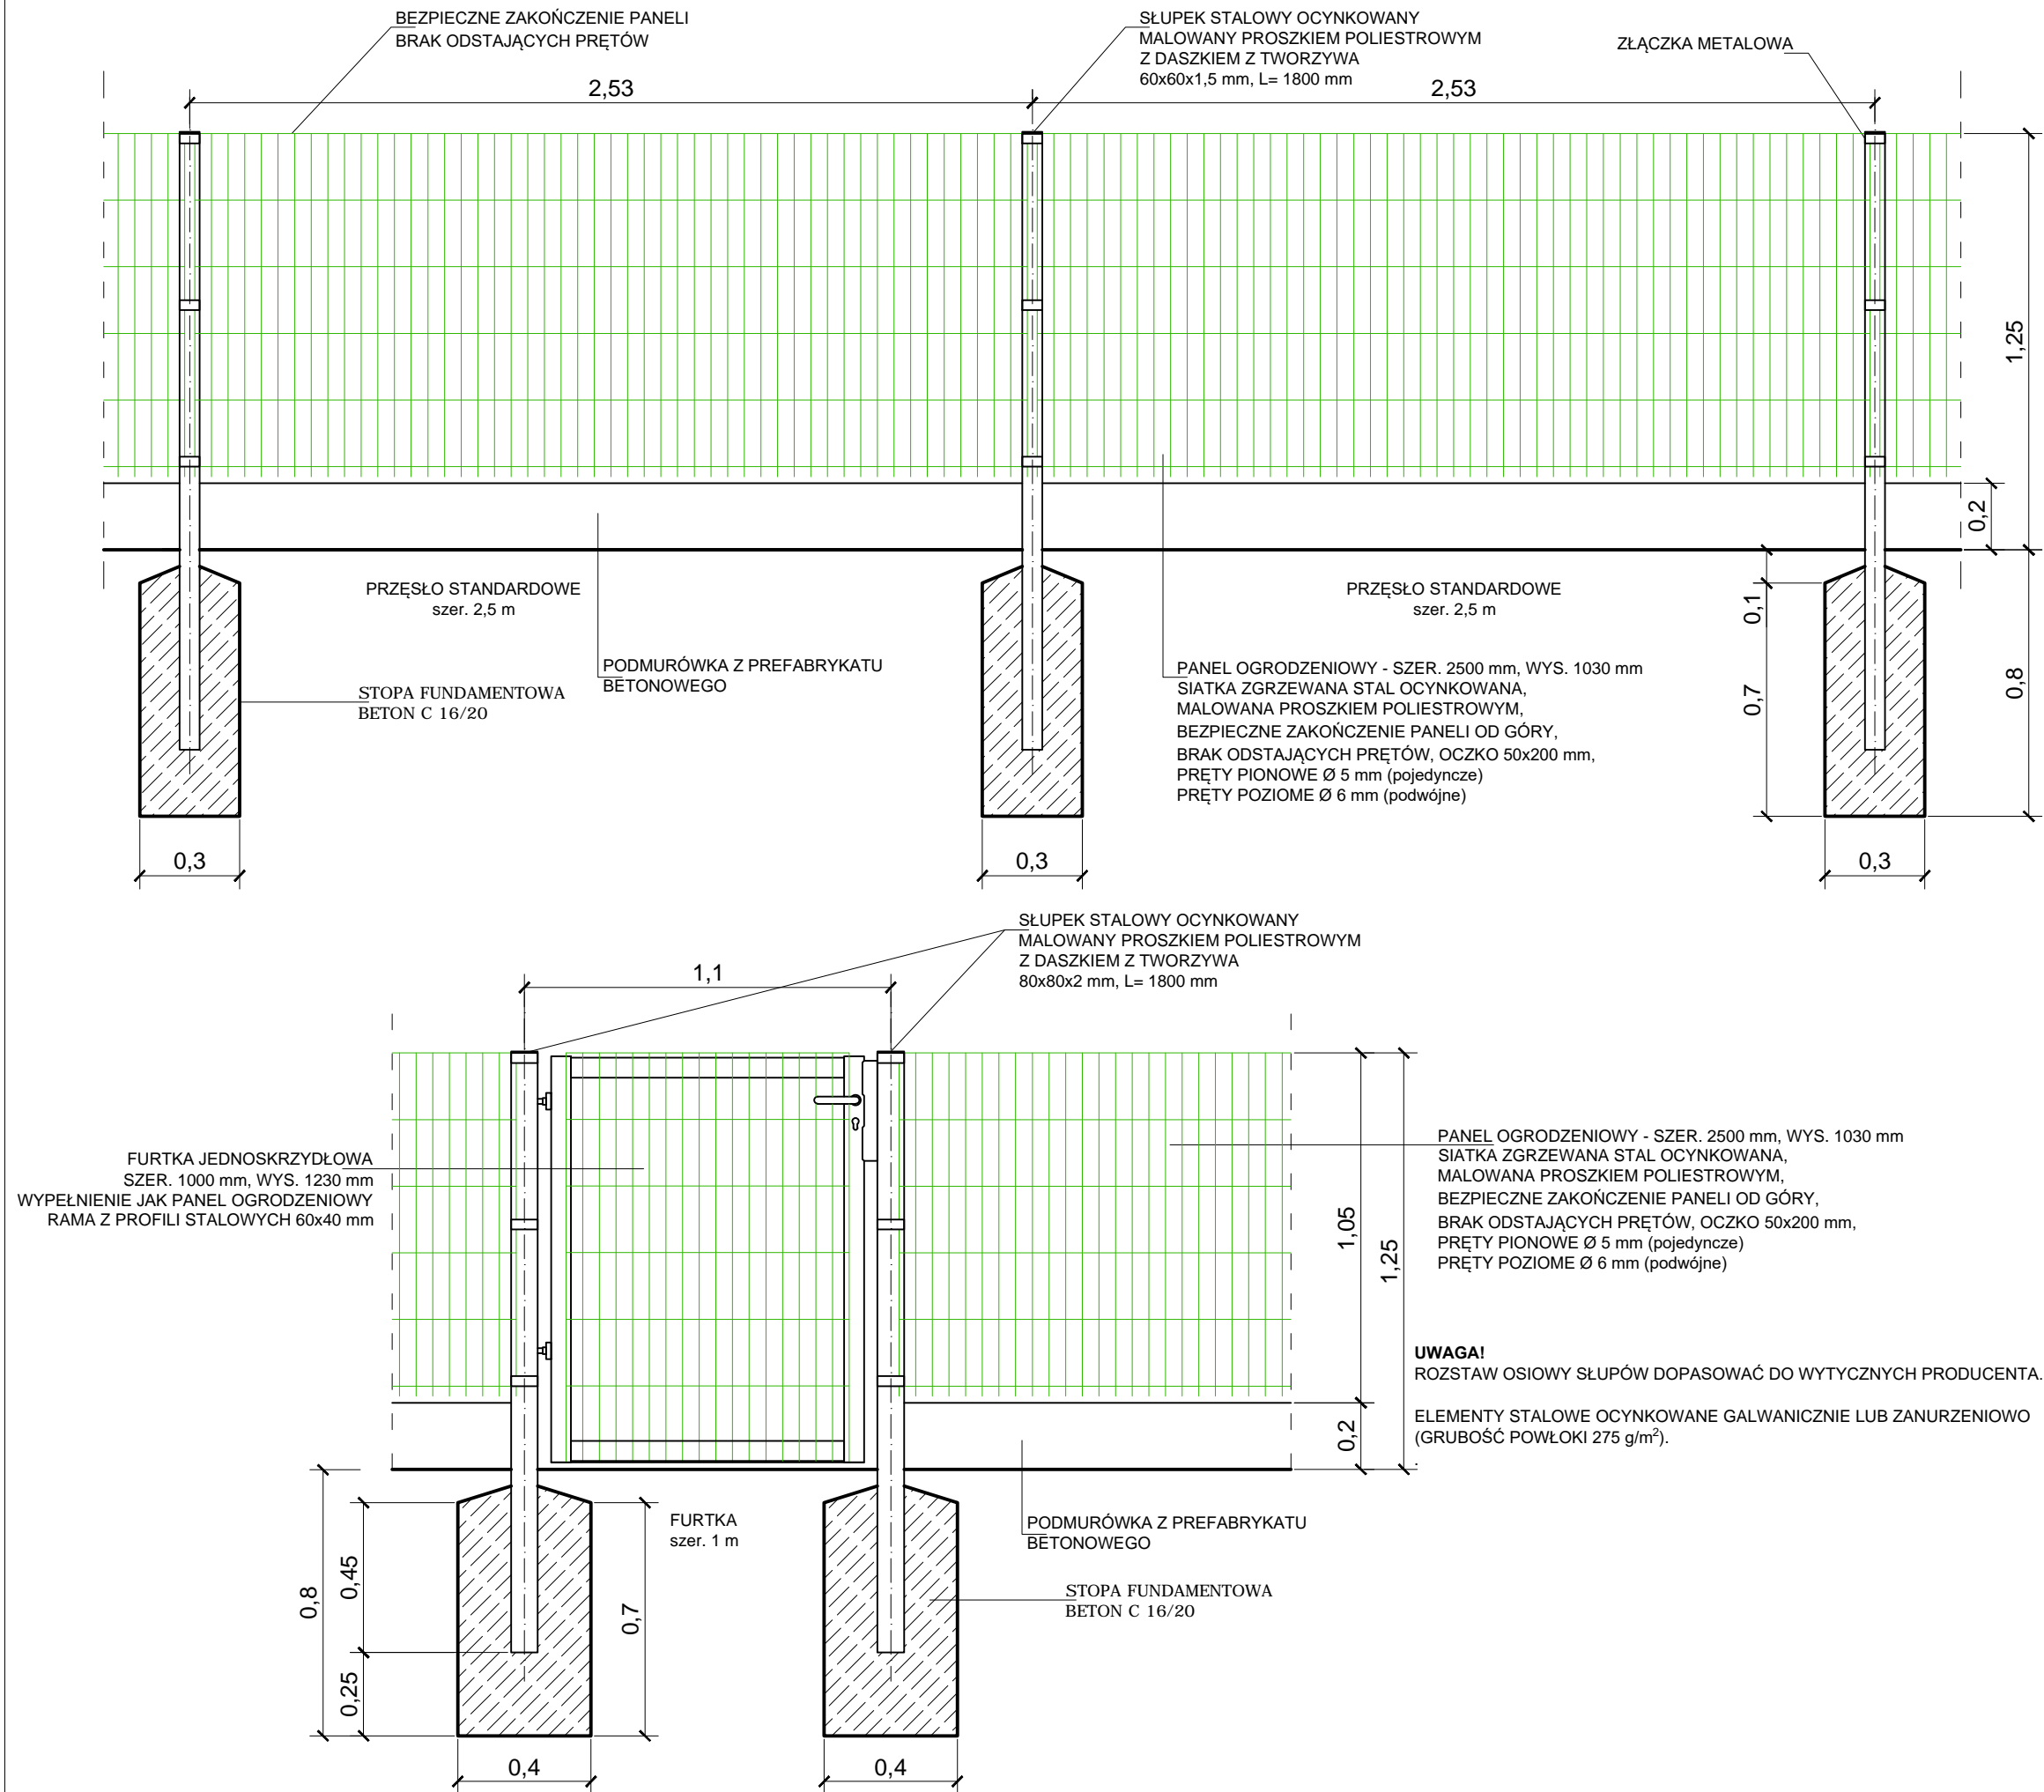 BEZPIECZNE ZAKOŃCZENIE PANELI
BRAK ODSTAJĄCYCH PRĘTÓW
SŁUPEK STALOWY OCYNKOWANY
MALOWANY PROSZKIEM POLIESTROWYM
Z DASZKIEM Z TWORZYWA
60x60x1,5 mm, L= 1800 mm
ZŁĄCZKA METALOWA
2,53
2,53
1,25
0,2
PRZĘSŁO STANDARDOWE
szer. 2,5 m
PRZĘSŁO STANDARDOWE
szer. 2,5 m
0,1
0,7
0,8
PODMURÓWKA Z PREFABRYKATU
BETONOWEGO
STOPA FUNDAMENTOWA
BETON C 16/20
PANEL OGRODZENIOWY - SZER. 2500 mm, WYS. 1030 mm
SIATKA ZGRZEWANA STAL OCYNKOWANA,
MALOWANA PROSZKIEM POLIESTROWYM,
BEZPIECZNE ZAKOŃCZENIE PANELI OD GÓRY,
BRAK ODSTAJĄCYCH PRĘTÓW, OCZKO 50x200 mm,
PRĘTY PIONOWE Ø 5 mm (pojedyncze)
PRĘTY POZIOME Ø 6 mm (podwójne)
0,3
0,3
0,3
SŁUPEK STALOWY OCYNKOWANY
MALOWANY PROSZKIEM POLIESTROWYM
Z DASZKIEM Z TWORZYWA
80x80x2 mm, L= 1800 mm
1,1
FURTKA JEDNOSKRZYDŁOWA
SZER. 1000 mm, WYS. 1230 mm
WYPEŁNIENIE JAK PANEL OGRODZENIOWY
RAMA Z PROFILI STALOWYCH 60x40 mm
1,05
1,25
0,2
PANEL OGRODZENIOWY - SZER. 2500 mm, WYS. 1030 mm
SIATKA ZGRZEWANA STAL OCYNKOWANA,
MALOWANA PROSZKIEM POLIESTROWYM,
BEZPIECZNE ZAKOŃCZENIE PANELI OD GÓRY,
BRAK ODSTAJĄCYCH PRĘTÓW, OCZKO 50x200 mm,
PRĘTY PIONOWE Ø 5 mm (pojedyncze)
PRĘTY POZIOME Ø 6 mm (podwójne)
UWAGA!
ROZSTAW OSIOWY SŁUPÓW DOPASOWAĆ DO WYTYCZNYCH PRODUCENTA.
ELEMENTY STALOWE OCYNKOWANE GALWANICZNIE LUB ZANURZENIOWO
(GRUBOŚĆ POWŁOKI 275 g/m²).
FURTKA
szer. 1 m
PODMURÓWKA Z PREFABRYKATU
BETONOWEGO
STOPA FUNDAMENTOWA
BETON C 16/20
0,8
0,45
0,25
0,7
0,4
0,4